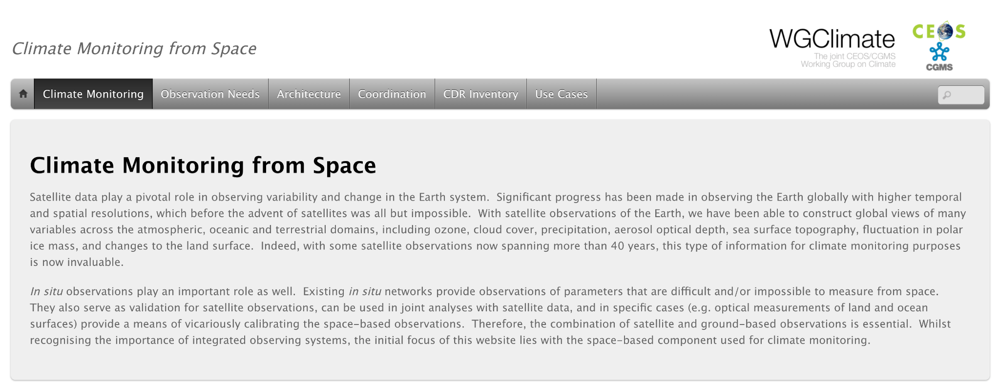 Climate Monitoring from Space
WGClimate
The joint CEOS/CGMS
Working Group on Climate
CEOS
CGMS
Climate Monitoring
Observation Needs
Architecture
Coordination
CDR Inventory
Use Cases
Climate Monitoring from Space
Satellite data play a pivotal role in observing variability and change in the Earth system.  Significant progress has been made in observing the Earth globally with higher temporal
and spatial resolutions, which before the advent of satellites was all but impossible.  With satellite observations of the Earth, we have been able to construct global views of many
variables across the atmospheric, oceanic and terrestrial domains, including ozone, cloud cover, precipitation, aerosol optical depth, sea surface topography, fluctuation in polar
ice mass, and changes to the land surface.  Indeed, with some satellite observations now spanning more than 40 years, this type of information for climate monitoring purposes
is now invaluable.
In situ observations play an important role as well.  Existing in situ networks provide observations of parameters that are difficult and/or impossible to measure from space.
They also serve as validation for satellite observations, can be used in joint analyses with satellite data, and in specific cases (e.g. optical measurements of land and ocean
surfaces) provide a means of vicariously calibrating the space-based observations.  Therefore, the combination of satellite and ground-based observations is essential.  Whilst
recognising the importance of integrated observing systems, the initial focus of this website lies with the space-based component used for climate monitoring.